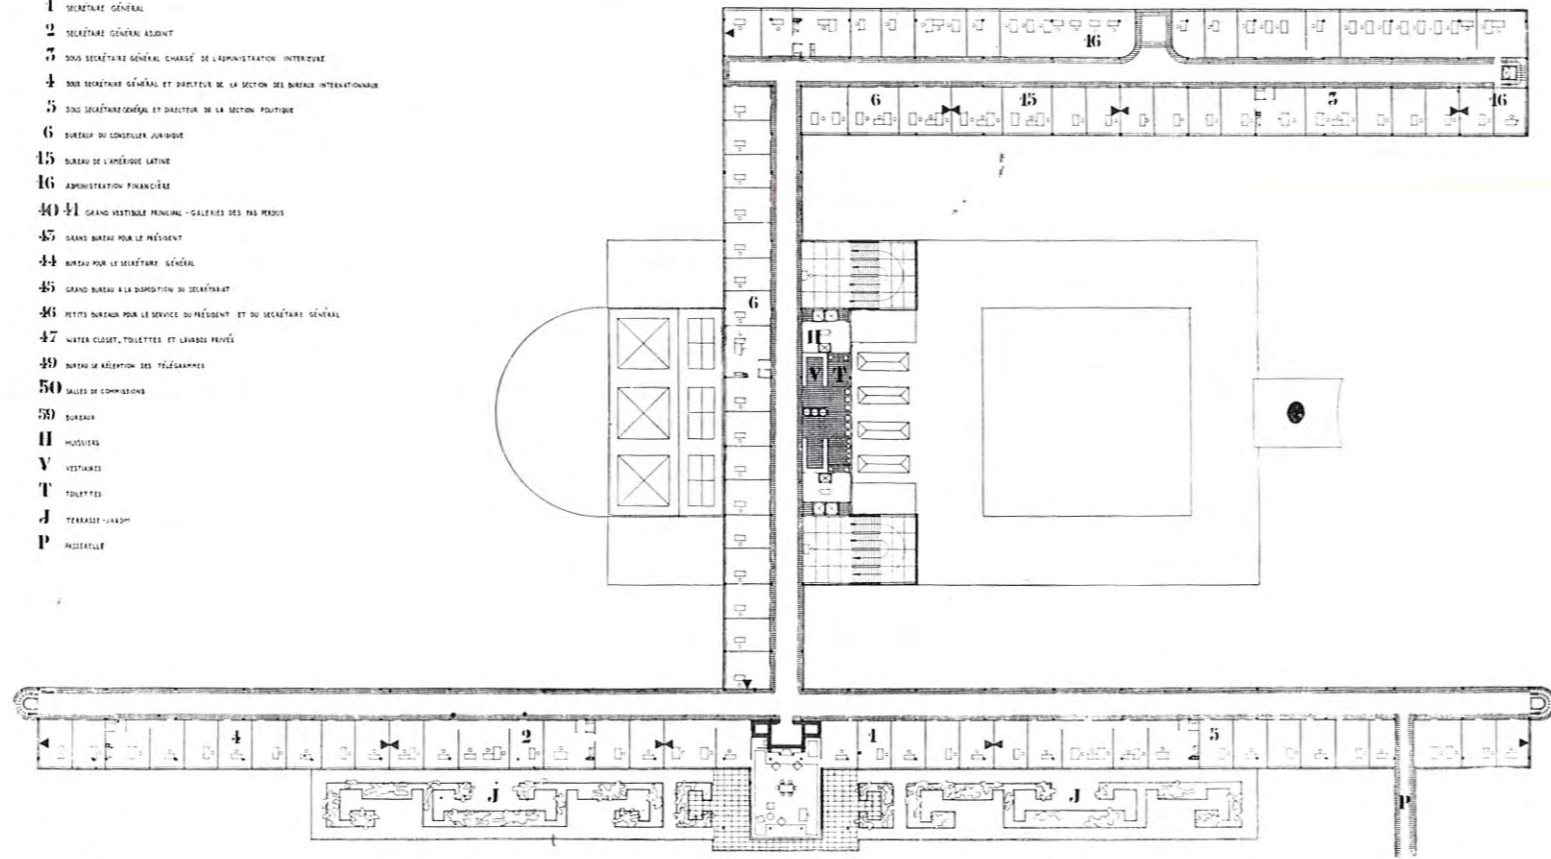 1 SECRÉTAIRE GÉNÉRAL
2 SECRÉTAIRE GÉNÉRAL ADJOINT
3 SOUS SECRÉTAIRE GÉNÉRAL CHARGÉ DE L'ADMINISTRATION INTERIEURE
4 SOUS SECRÉTAIRE GÉNÉRAL ET DIRECTEUR DE LA SECTION DES BUREAUX INTERNATIONAUX
5 SOUS SECRÉTAIRE GENÉRAL ET DIRECTEUR DE LA SECTION POLITIQUE
6 BUREAUX DU CONSEILLER JURIDIQUE
15 BUREAU DE L'AMÉRIQUE LATINE
16 ADMINISTRATION FINANCIÈRE
40 41 GRAND VESTIBULE PRINCIPAL - GALERIES DES PAS PERDUS
43 GRAND BUREAU POUR LE PRÉSIDENT
44 BUREAU POUR LE SECRÉTAIRE GÉNÉRAL
45 GRAND BUREAU A LA DISPOSITION DU SECRÉTARIAT
46 PETITS BUREAUX POUR LE SERVICE DU PRÉSIDENT ET DU SECRÉTAIRE GÉNÉRAL
47 WATER CLOSET, TOILETTES ET LAVABOS PRIVÉS
49 BUREAU DE RÉCEPTION DES TÉLÉGRAMMES
50 SALLES DE COMMISSIONS
59 BUREAUX
H HUISSIERS
V VESTIAIRES
T TOILETTES
J TERRASSE-JARDIN
P PASSERELLE
16
6 15 3 16
6
H
V T
4 2 1 5
J J
P